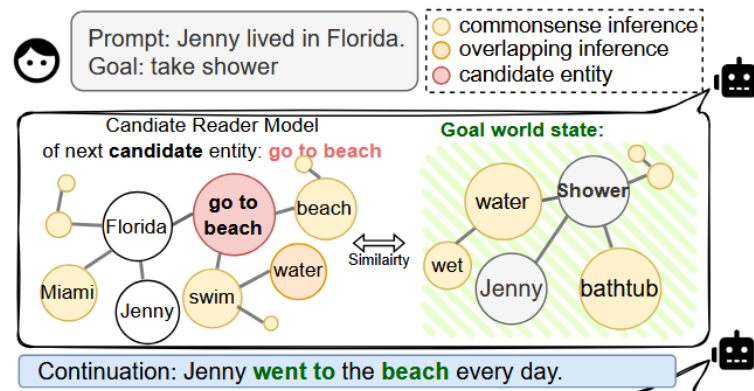 Prompt: Jenny lived in Florida.
Goal: take shower
commonsense inference
overlapping inference
candidate entity
Candiate Reader Model
of next candidate entity: go to beach
Goal world state:
Florida
go to
beach
beach
Miami
Jenny
swim
water
Similairty
water
Shower
wet
Jenny
bathtub
Continuation: Jenny went to the beach every day.